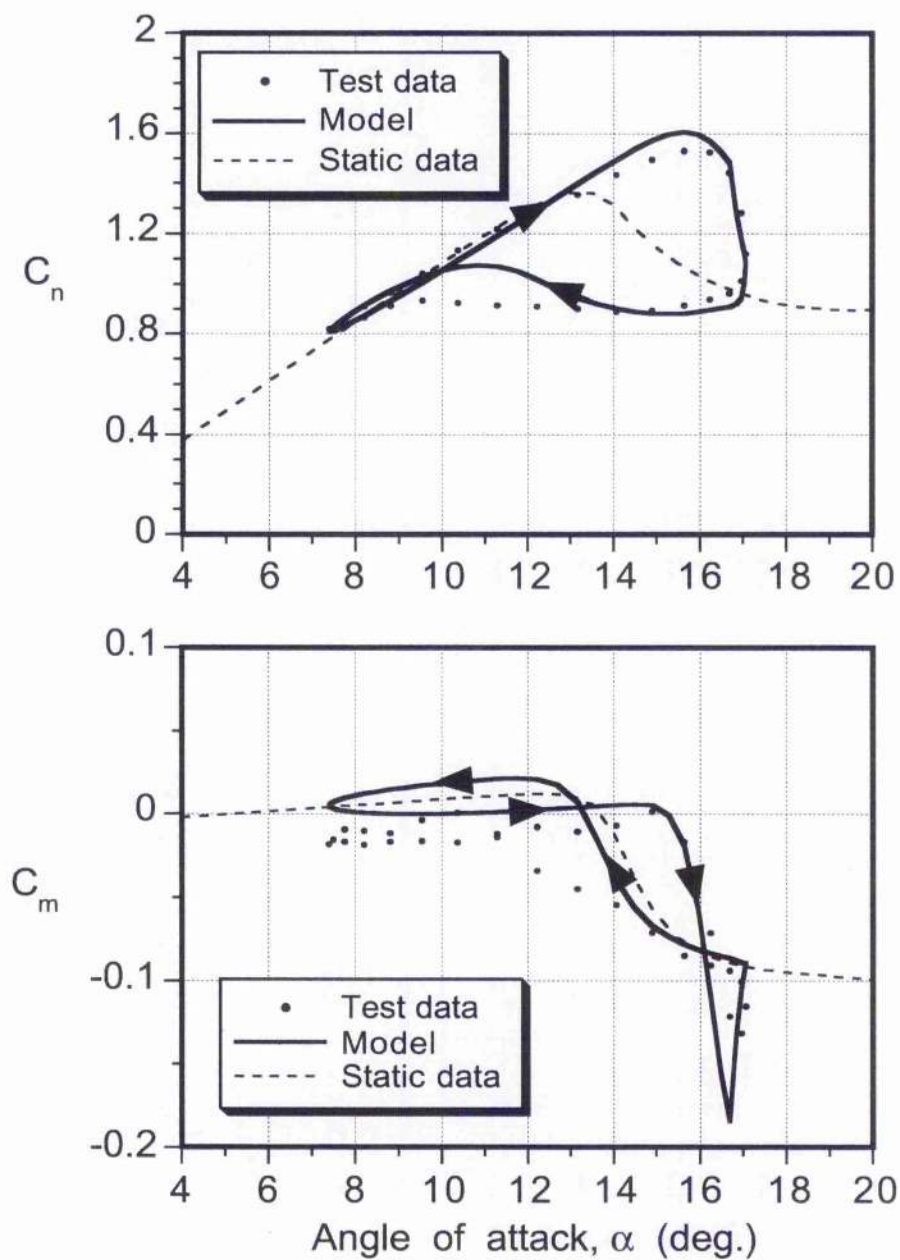 2
1.6
1.2
0.8
0.4
0
C_n
Test data
Model
Static data
4 6 8 10 12 14 16 18 20
0.1
0
-0.1
-0.2
C_m
Test data
Model
Static data
4 6 8 10 12 14 16 18 20
Angle of attack, α (deg.)